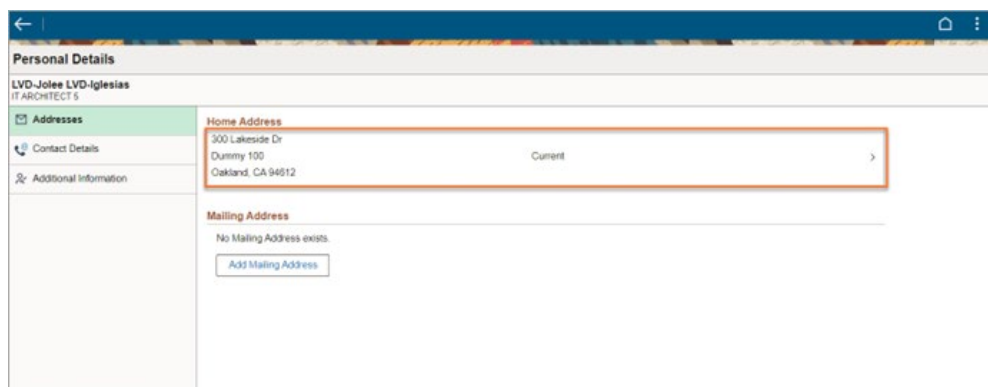 Personal Details
LVD-Jolee LVD-Iglesias
IT ARCHITECT 5
Addresses
Contact Details
Additional Information
Home Address
300 Lakeside Dr
Dummy 100
Current
Oakland, CA 94612
Mailing Address
No Mailing Address exists.
Add Mailing Address